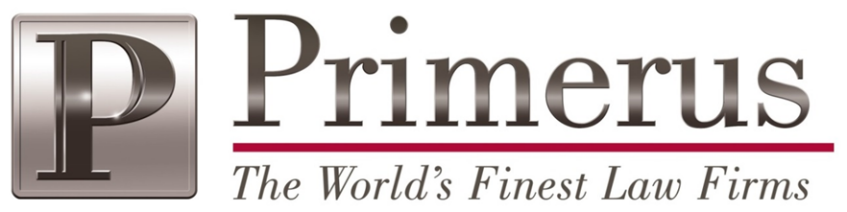 P
Primerus
The World's Finest Law Firms